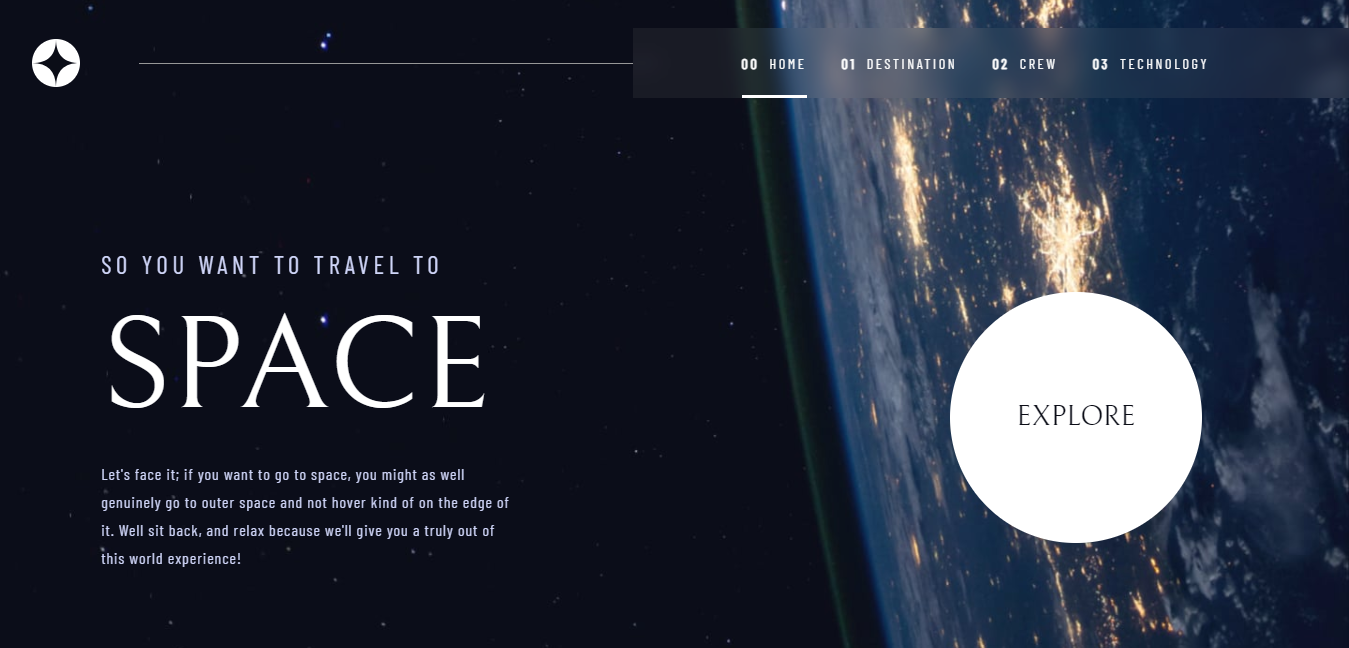 00 HOME 01 DESTINATION 02 CREW 03 TECHNOLOGY
SO YOU WANT TO TRAVEL TO
SPACE
Let's face it; if you want to go to space, you might as well
genuinely go to outer space and not hover kind of on the edge of
it. Well sit back, and relax because we'll give you a truly out of
this world experience!
EXPLORE